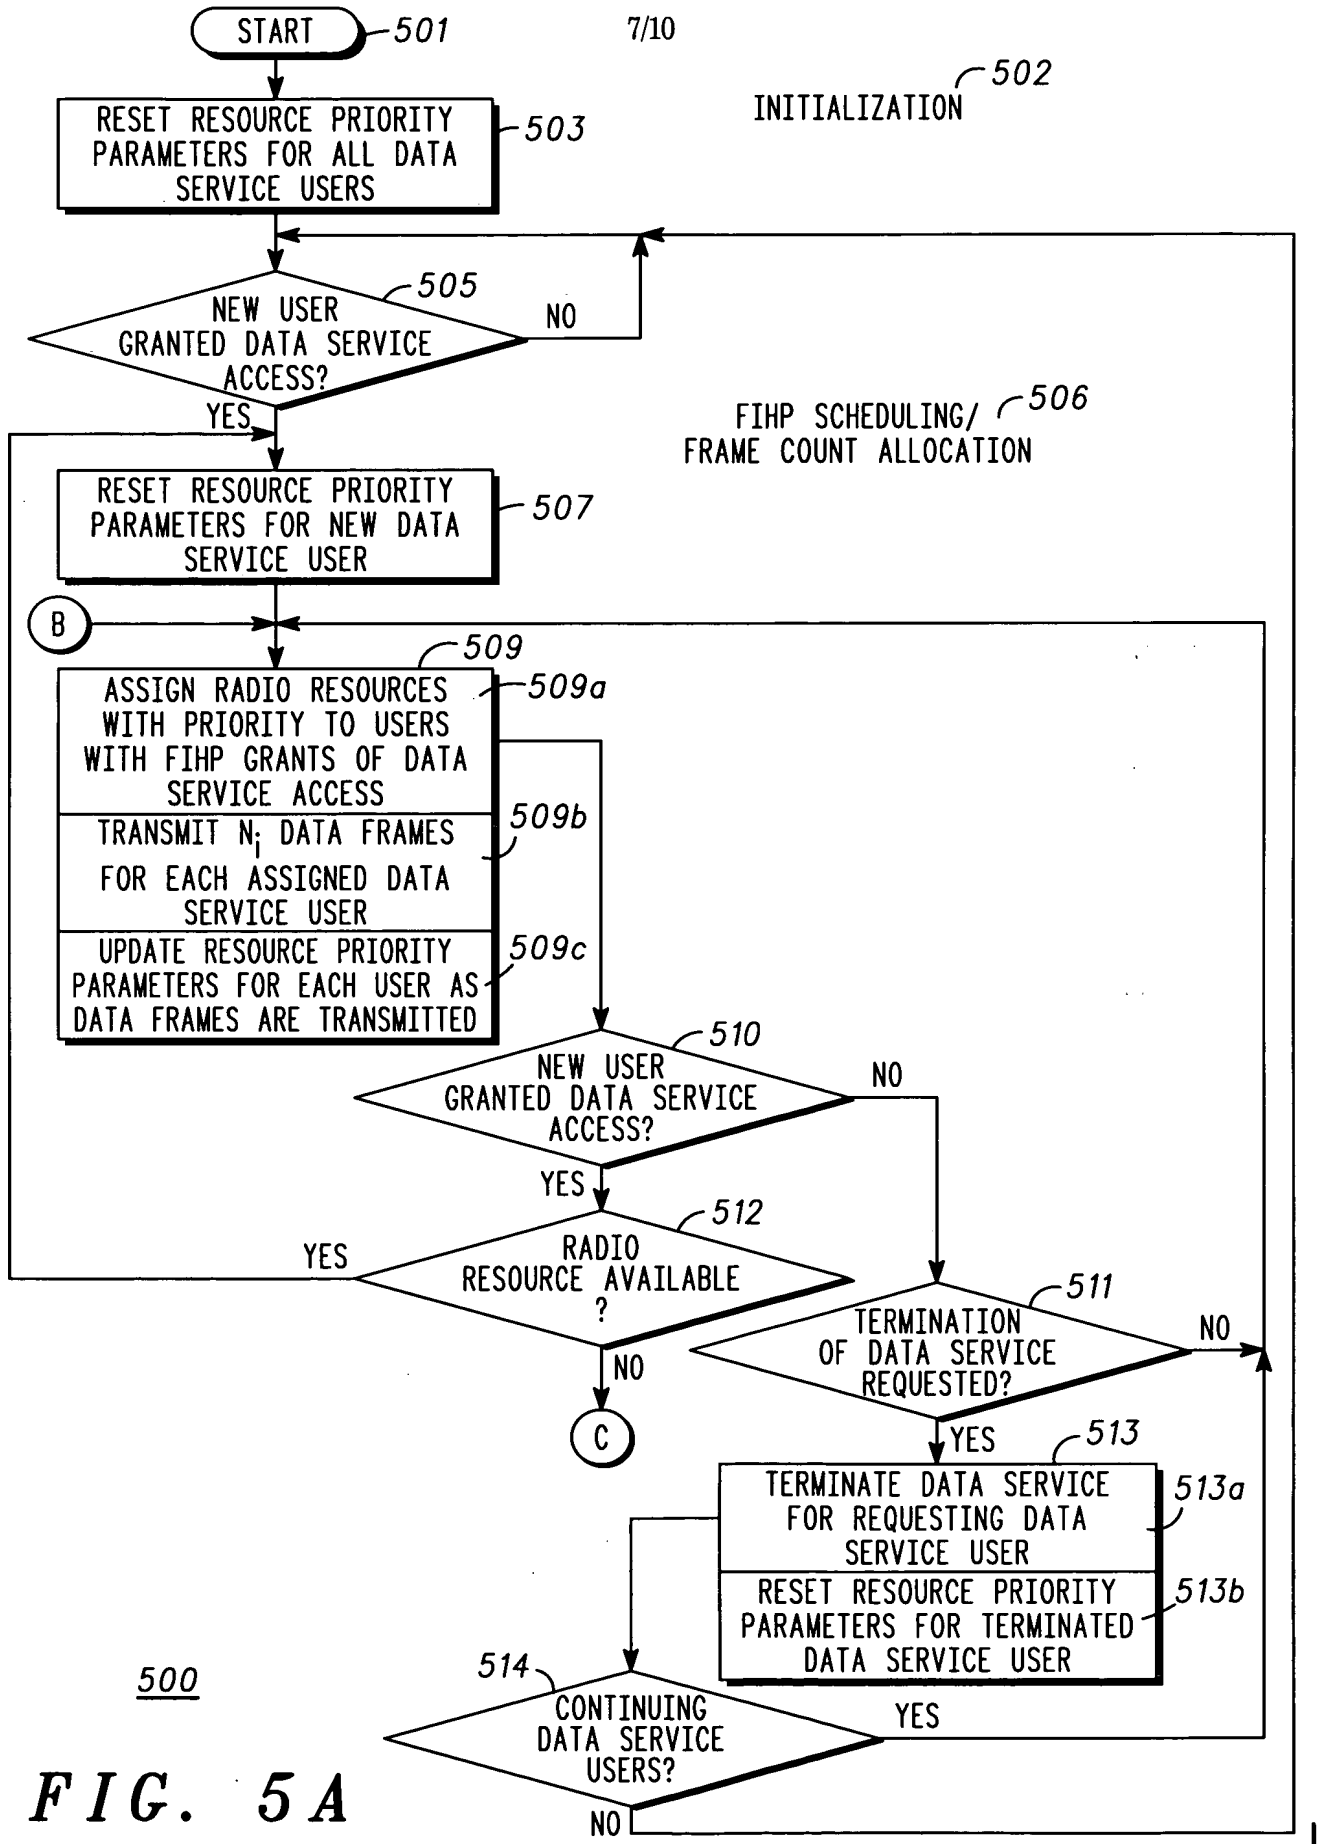 7/10
START
501
502
INITIALIZATION
RESET RESOURCE PRIORITY
PARAMETERS FOR ALL DATA
SERVICE USERS
503
505
NEW USER
GRANTED DATA SERVICE
ACCESS?
NO
YES
506
FIHP SCHEDULING/
FRAME COUNT ALLOCATION
RESET RESOURCE PRIORITY
PARAMETERS FOR NEW DATA
SERVICE USER
507
B
509
ASSIGN RADIO RESOURCES
WITH PRIORITY TO USERS
WITH FIHP GRANTS OF DATA
SERVICE ACCESS
509a
TRANSMIT Ni DATA FRAMES
FOR EACH ASSIGNED DATA
SERVICE USER
509b
UPDATE RESOURCE PRIORITY
PARAMETERS FOR EACH USER AS
DATA FRAMES ARE TRANSMITTED
509c
510
NEW USER
GRANTED DATA SERVICE
ACCESS?
NO
YES
512
RADIO
RESOURCE AVAILABLE
?
YES
NO
C
511
TERMINATION
OF DATA SERVICE
REQUESTED?
NO
YES
513
TERMINATE DATA SERVICE
FOR REQUESTING DATA
SERVICE USER
513a
RESET RESOURCE PRIORITY
PARAMETERS FOR TERMINATED
DATA SERVICE USER
513b
514
CONTINUING
DATA SERVICE
USERS?
YES
NO
500
FIG. 5A